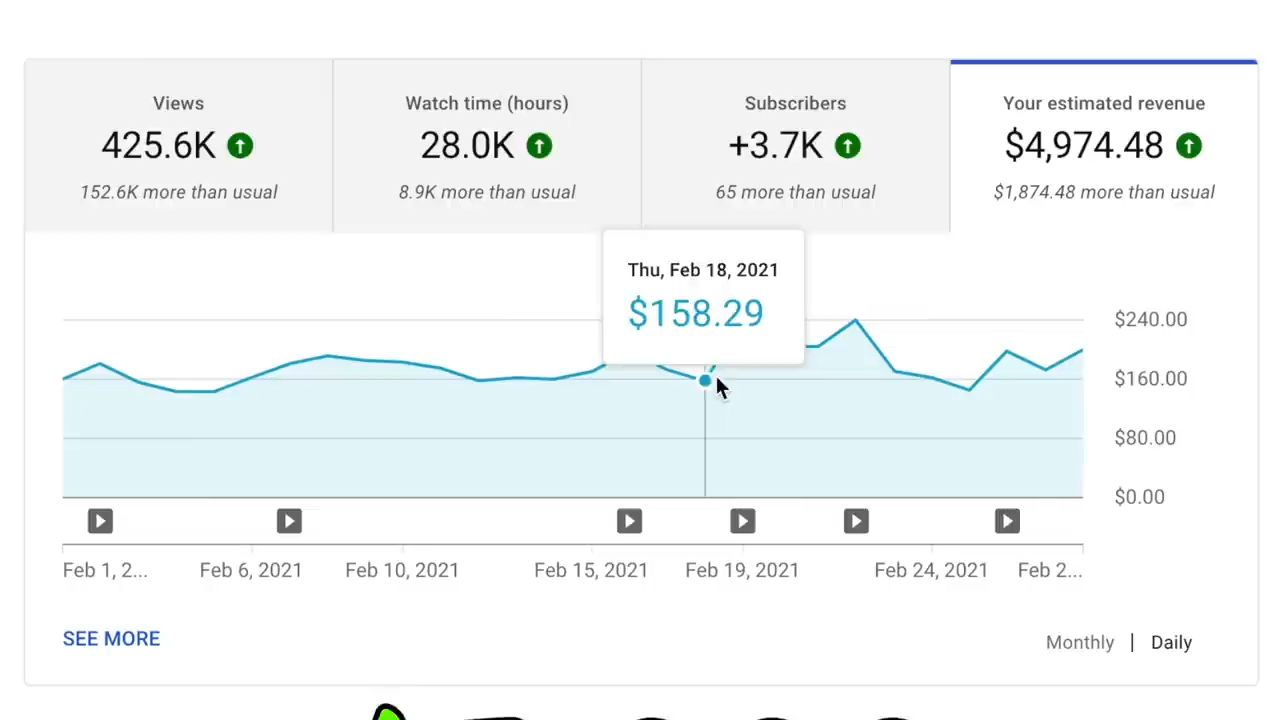 Views
425.6K
152.6K more than usual
Watch time (hours)
28.0K
8.9K more than usual
Subscribers
+3.7K
65 more than usual
Your estimated revenue
$4,974.48
$1,874.48 more than usual
Thu, Feb 18, 2021
$158.29
$240.00
$160.00
$80.00
$0.00
Feb 1, 2...
Feb 6, 2021
Feb 10, 2021
Feb 15, 2021
Feb 19, 2021
Feb 24, 2021
Feb 2...
SEE MORE
Monthly | Daily